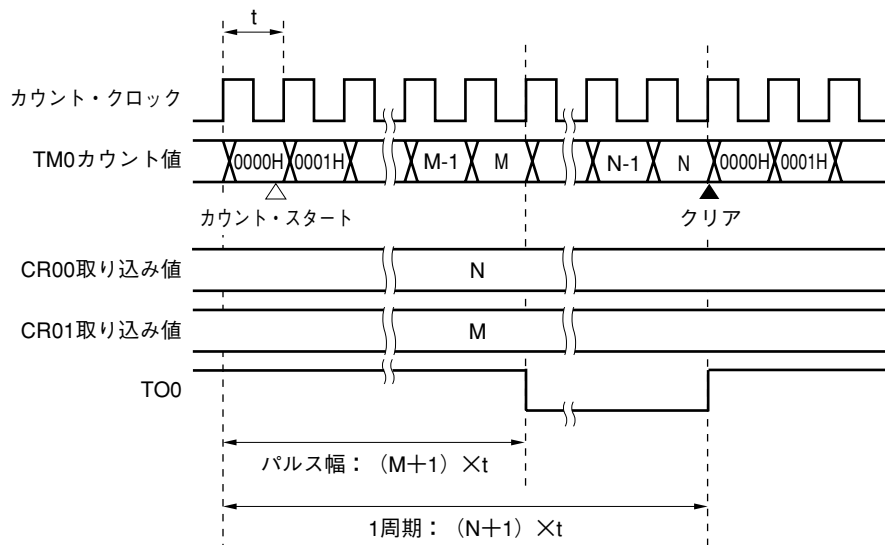 t
カウント・クロック
TM0カウント値
0000H 0001H M-1 M N-1 N 0000H 0001H
カウント・スタート クリア
CR00取り込み値 N
CR01取り込み値 M
TO0
パルス幅：（M＋1）×t
1周期：（N＋1）×t